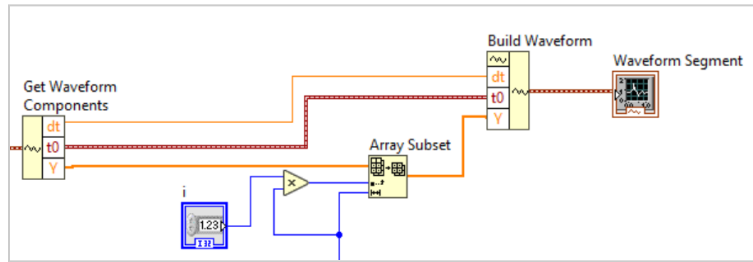 Build Waveform
Waveform Segment
dt
t0
Y
Get Waveform
Components
dt
t0
Y
Array Subset
i
×
1.23
I32